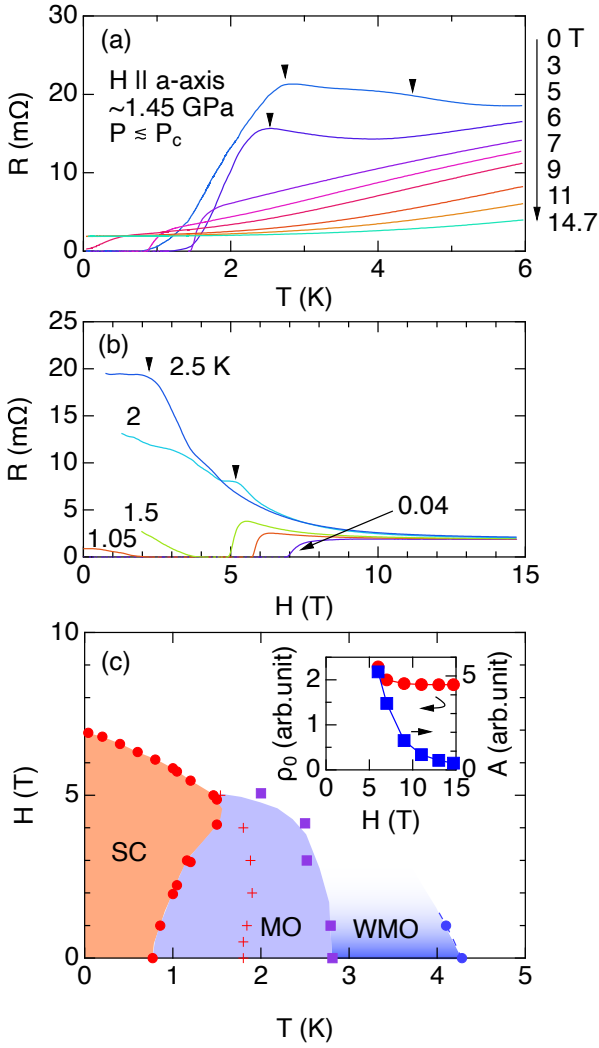 (a)
H || a-axis
~1.45 GPa
P ≲ Pc
0 T
3
5
6
7
9
11
14.7
30
20
10
0
R (mΩ)
0 2 4 6
T (K)
(b)
2.5 K
2
1.5
1.05
0.04
25
20
15
10
5
0
R (mΩ)
0 5 10 15
H (T)
(c)
SC
MO
WMO
10
5
0
H (T)
0 1 2 3 4 5
T (K)
2
1
0
ρ0 (arb.unit)
5
0
A (arb.unit)
0 5 10 15
H (T)